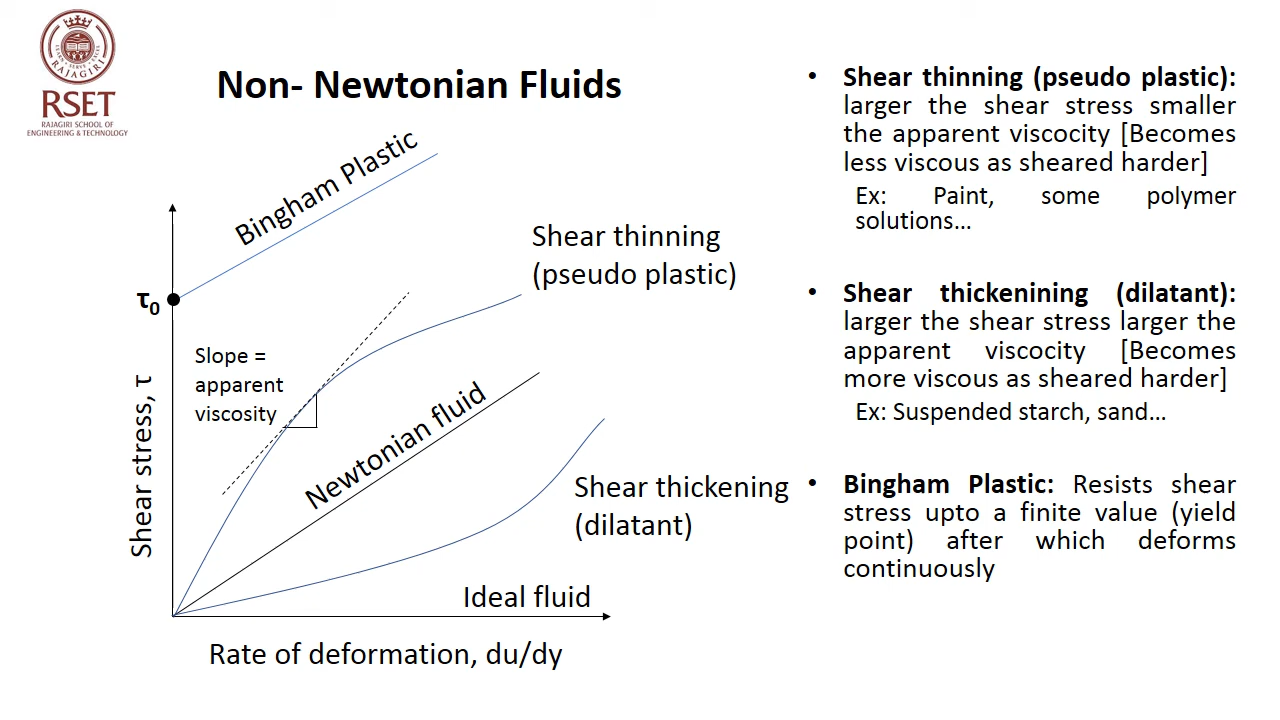 LEARN · SERVE · EXCEL
RAJAGIRI
RSET
RAJAGIRI SCHOOL OF
ENGINEERING & TECHNOLOGY
Non- Newtonian Fluids
Bingham Plastic
Shear thinning
(pseudo plastic)
τ0
Slope =
apparent
viscosity
Shear stress, τ
Newtonian fluid
Shear thickening
(dilatant)
Ideal fluid
Rate of deformation, du/dy
• Shear thinning (pseudo plastic):
larger the shear stress smaller
the apparent viscocity [Becomes
less viscous as sheared harder]
Ex: Paint, some polymer
solutions…
• Shear thickenining (dilatant):
larger the shear stress larger the
apparent viscocity [Becomes
more viscous as sheared harder]
Ex: Suspended starch, sand…
• Bingham Plastic: Resists shear
stress upto a finite value (yield
point) after which deforms
continuously